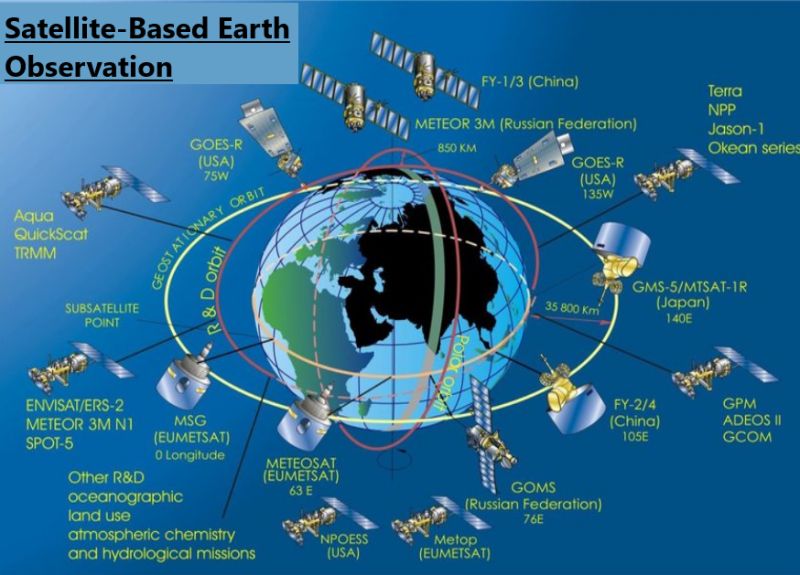 Satellite-Based Earth
Observation
FY-1/3 (China)
METEOR 3M (Russian Federation)
850 KM
Terra
NPP
Jason-1
Okean series
GOES-R
(USA)
75W
GOES-R
(USA)
135W
Aqua
QuickScat
TRMM
GEOSTATIONARY ORBIT
R & D orbit
GMS-5/MTSAT-1R
(Japan)
140E
35 800 Km
SUBSATELLITE
POINT
Polar orbit
ENVISAT/ERS-2
METEOR 3M N1
SPOT-5
MSG
(EUMETSAT)
0 Longitude
FY-2/4
(China)
105E
GPM
ADEOS II
GCOM
METEOSAT
(EUMETSAT)
63 E
GOMS
(Russian Federation)
76E
Other R&D
oceanographic
land use
atmospheric chemistry
and hydrological missions
NPOESS
(USA)
Metop
(EUMETSAT)